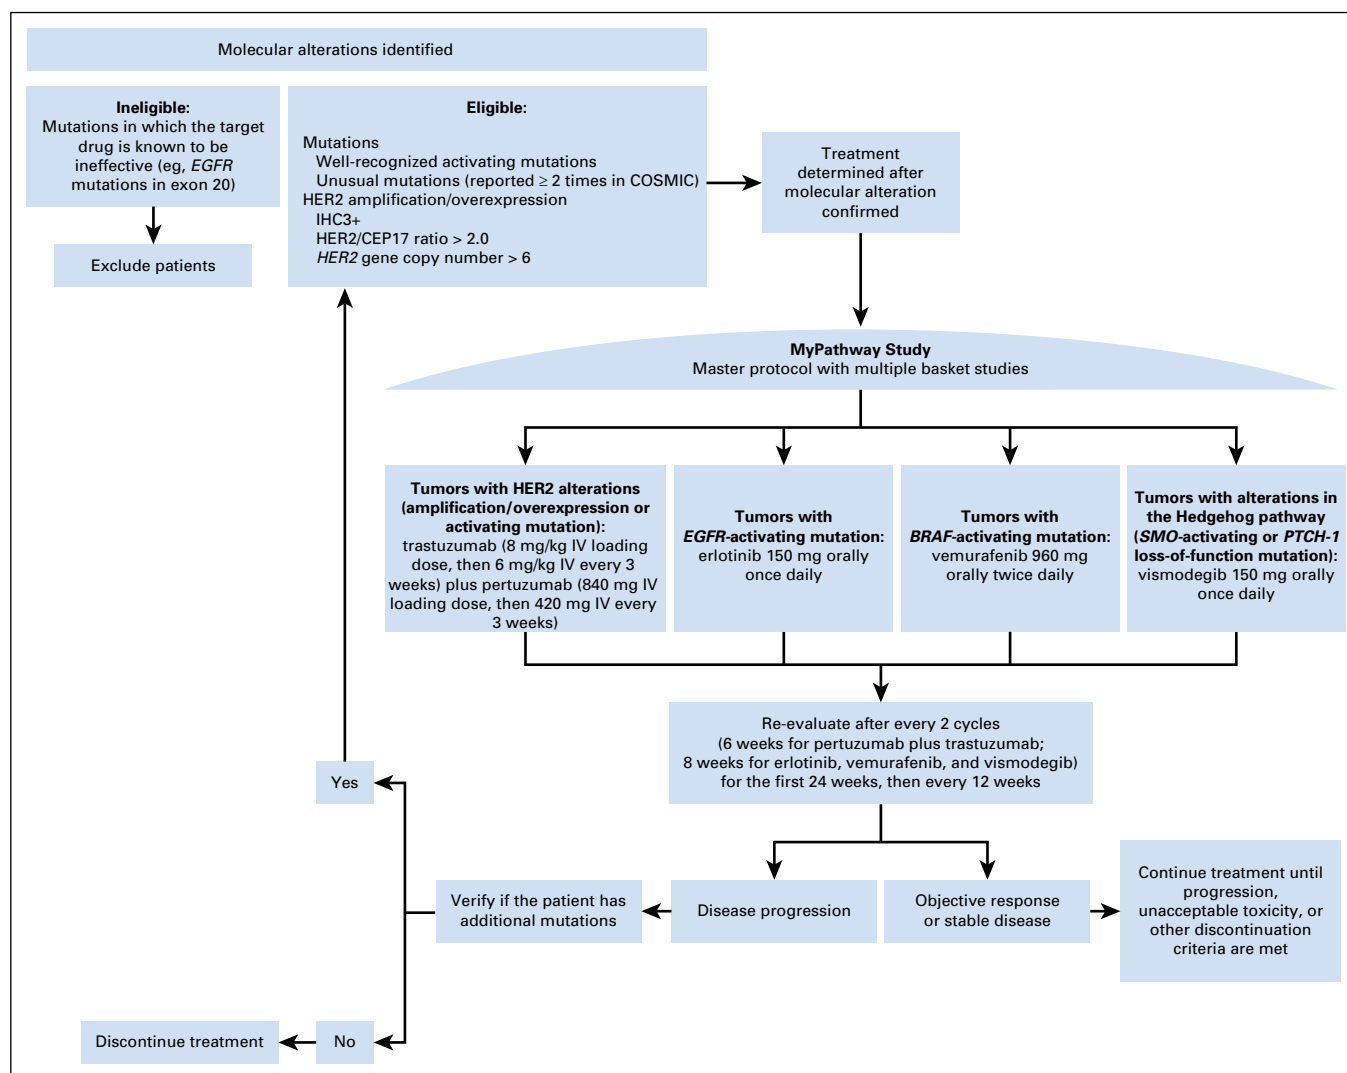 Molecular alterations identified
Ineligible:
Mutations in which the target
drug is known to be
ineffective (eg, EGFR
mutations in exon 20)
Exclude patients
Eligible:
Mutations
Well-recognized activating mutations
Unusual mutations (reported ≥ 2 times in COSMIC)
HER2 amplification/overexpression
IHC3+
HER2/CEP17 ratio > 2.0
HER2 gene copy number > 6
Treatment
determined after
molecular alteration
confirmed
MyPathway Study
Master protocol with multiple basket studies
Tumors with HER2 alterations
(amplification/overexpression or
activating mutation):
trastuzumab (8 mg/kg IV loading
dose, then 6 mg/kg IV every 3
weeks) plus pertuzumab (840 mg IV
loading dose, then 420 mg IV every
3 weeks)
Tumors with
EGFR-activating mutation:
erlotinib 150 mg orally
once daily
Tumors with
BRAF-activating mutation:
vemurafenib 960 mg
orally twice daily
Tumors with alterations in
the Hedgehog pathway
(SMO-activating or PTCH-1
loss-of-function mutation):
vismodegib 150 mg orally
once daily
Re-evaluate after every 2 cycles
(6 weeks for pertuzumab plus trastuzumab;
8 weeks for erlotinib, vemurafenib, and vismodegib)
for the first 24 weeks, then every 12 weeks
Disease progression
Objective response
or stable disease
Continue treatment until
progression,
unacceptable toxicity, or
other discontinuation
criteria are met
Verify if the patient has
additional mutations
Yes
No
Discontinue treatment